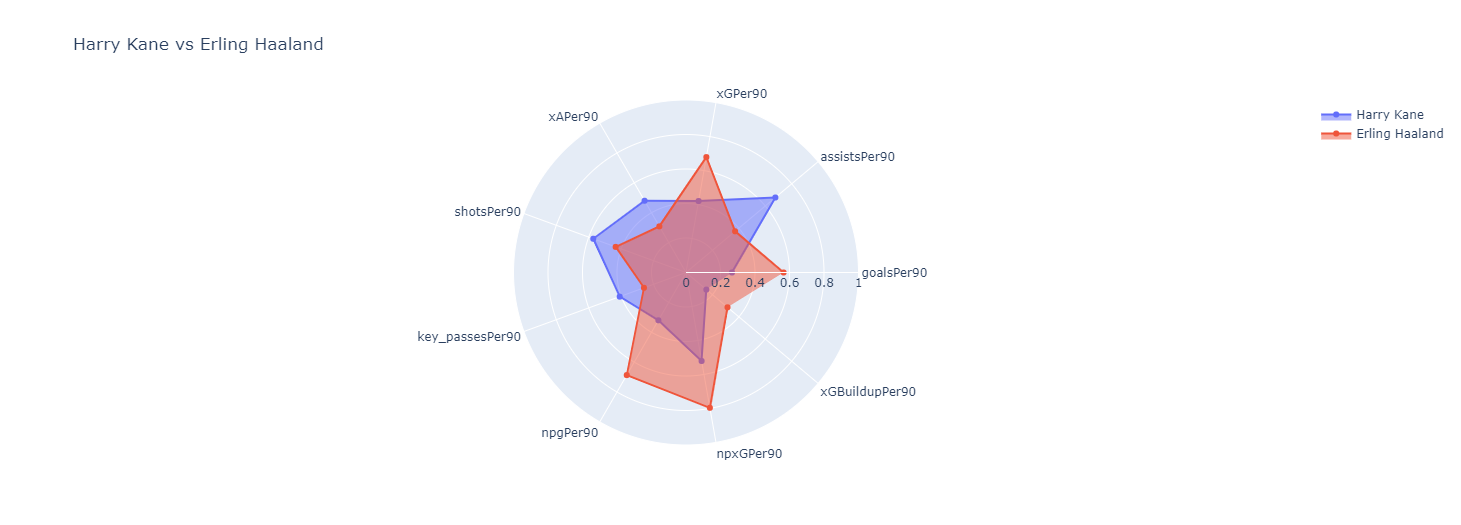 Harry Kane vs Erling Haaland
xGPer90
xAPer90
assistsPer90
shotsPer90
goalsPer90
0 0.2 0.4 0.6 0.8 1
key_passesPer90
xGBuildupPer90
npgPer90
npxGPer90
Harry Kane
Erling Haaland